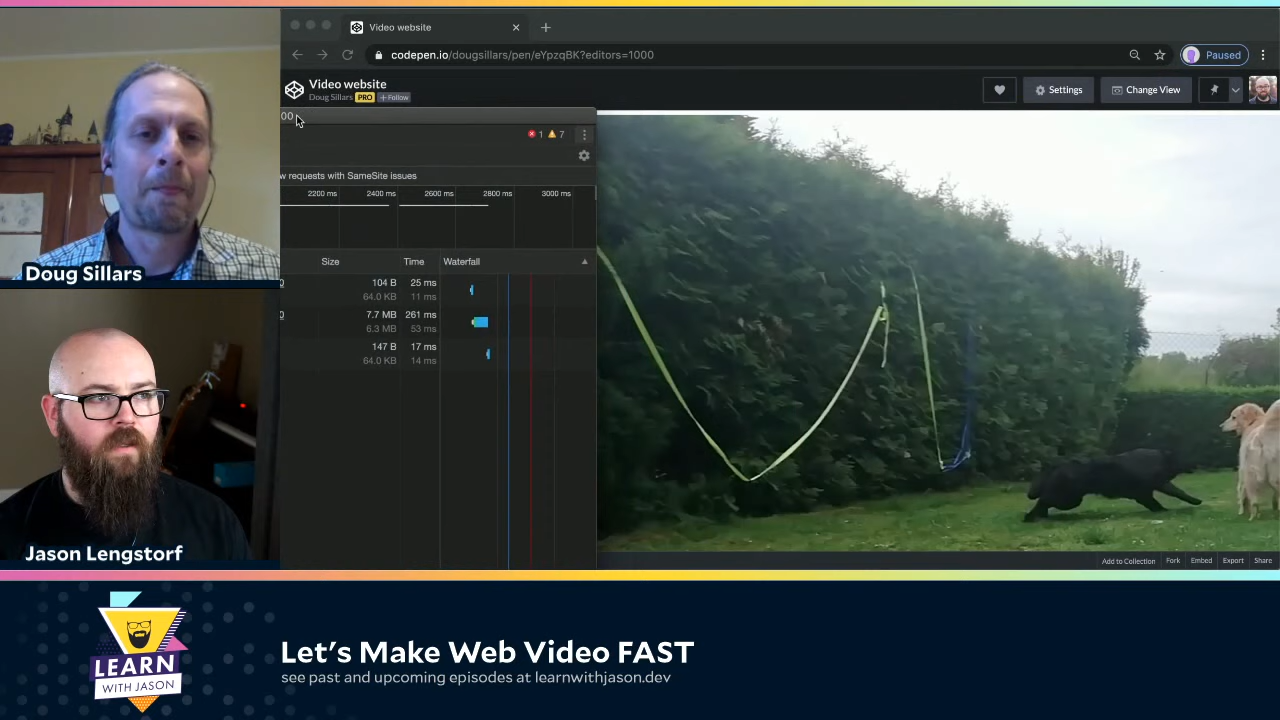 Video website
codepen.io/dougsillars/pen/eYpzqBK?editors=1000
Paused
Video website
Doug Sillars PRO + Follow
Settings
Change View
00
1 7
w requests with SameSite issues
2200 ms 2400 ms 2600 ms 2800 ms 3000 ms
Size Time Waterfall
104 B 25 ms
64.0 KB 11 ms
7.7 MB 261 ms
6.3 MB 53 ms
147 B 17 ms
64.0 KB 14 ms
Add to Collection Fork Embed Export Share
Doug Sillars
Jason Lengstorf
LEARN
WITH JASON
Let's Make Web Video FAST
see past and upcoming episodes at learnwithjason.dev